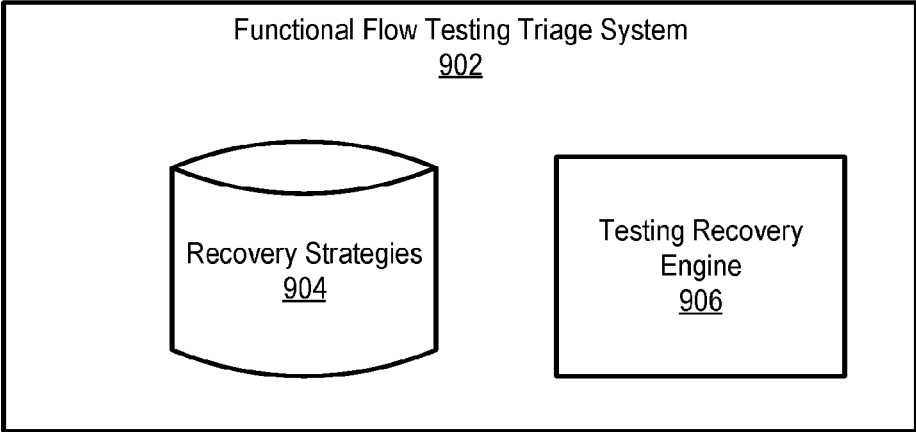 Functional Flow Testing Triage System
902
Recovery Strategies
904
Testing Recovery
Engine
906